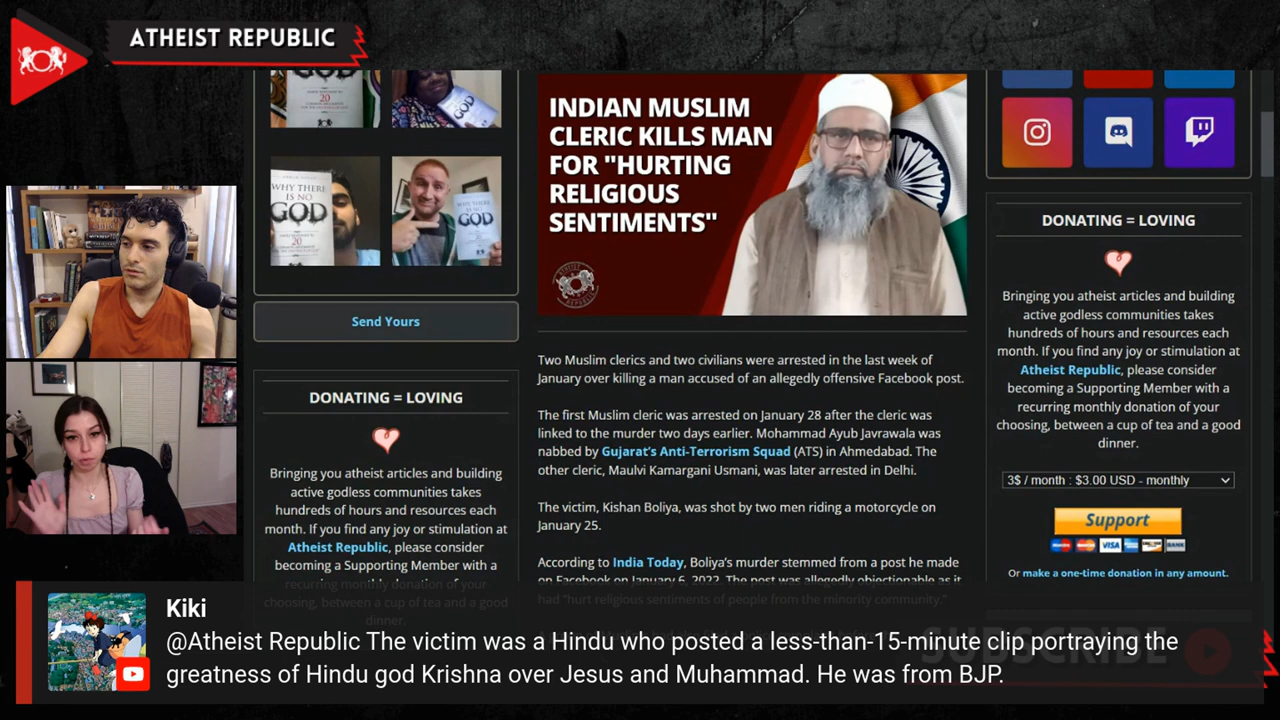 ATHEIST REPUBLIC
GOD
GOD
WHY THERE
IS NO
GOD
20
WHY THERE
IS NO
GOD
Send Yours
DONATING = LOVING
Bringing you atheist articles and building
active godless communities takes
hundreds of hours and resources each
month. If you find any joy or stimulation at
Atheist Republic, please consider
becoming a Supporting Member with a
recurring monthly donation of your
choosing, between a cup of tea and a good
dinner.
INDIAN MUSLIM
CLERIC KILLS MAN
FOR "HURTING
RELIGIOUS
SENTIMENTS"
Two Muslim clerics and two civilians were arrested in the last week of
January over killing a man accused of an allegedly offensive Facebook post.
The first Muslim cleric was arrested on January 28 after the cleric was
linked to the murder two days earlier. Mohammad Ayub Javrawala was
nabbed by Gujarat's Anti-Terrorism Squad (ATS) in Ahmedabad. The
other cleric, Maulvi Kamargani Usmani, was later arrested in Delhi.
The victim, Kishan Boliya, was shot by two men riding a motorcycle on
January 25.
According to India Today, Boliya's murder stemmed from a post he made
on Facebook on January 6, 2022. The post was allegedly objectionable as it
had "hurt religious sentiments of people from the minority community."
DONATING = LOVING
Bringing you atheist articles and building
active godless communities takes
hundreds of hours and resources each
month. If you find any joy or stimulation at
Atheist Republic, please consider
becoming a Supporting Member with a
recurring monthly donation of your
choosing, between a cup of tea and a good
dinner.
3$ / month : $3.00 USD - monthly
Support
VISA
BANK
Or make a one-time donation in any amount.
SUBSCRIBE
Kiki
@Atheist Republic The victim was a Hindu who posted a less-than-15-minute clip portraying the
greatness of Hindu god Krishna over Jesus and Muhammad. He was from BJP.